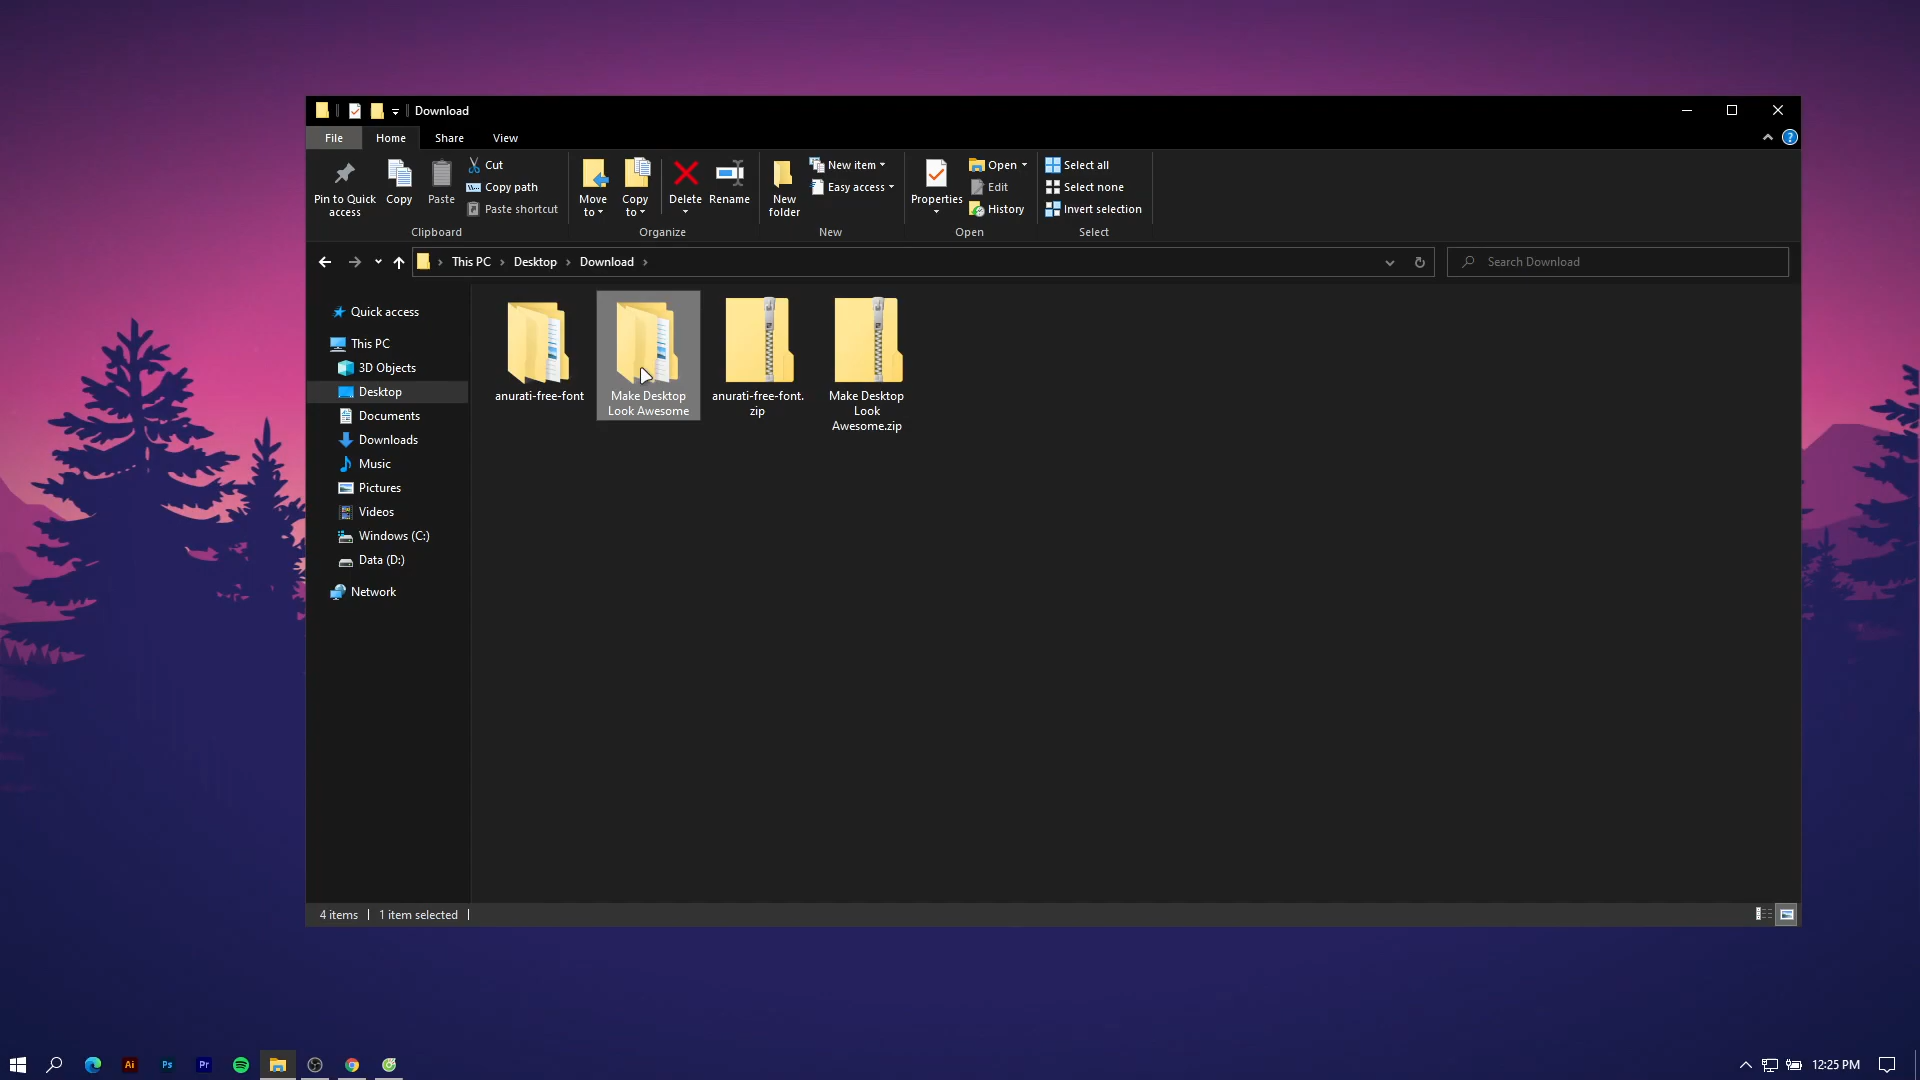 Download
File Home Share View
Pin to Quick access
Copy
Paste
Cut
Copy path
Paste shortcut
Clipboard
Move to
Copy to
Delete
Rename
Organize
New folder
New item
Easy access
New
Properties
Open
Edit
History
Open
Select all
Select none
Invert selection
Select
This PC > Desktop > Download >
Search Download
Quick access
This PC
3D Objects
Desktop
Documents
Downloads
Music
Pictures
Videos
Windows (C:)
Data (D:)
Network
anurati-free-font
Make Desktop
Look Awesome
anurati-free-font.
zip
Make Desktop
Look
Awesome.zip
4 items
1 item selected
Ai
Ps
Pr
12:25 PM